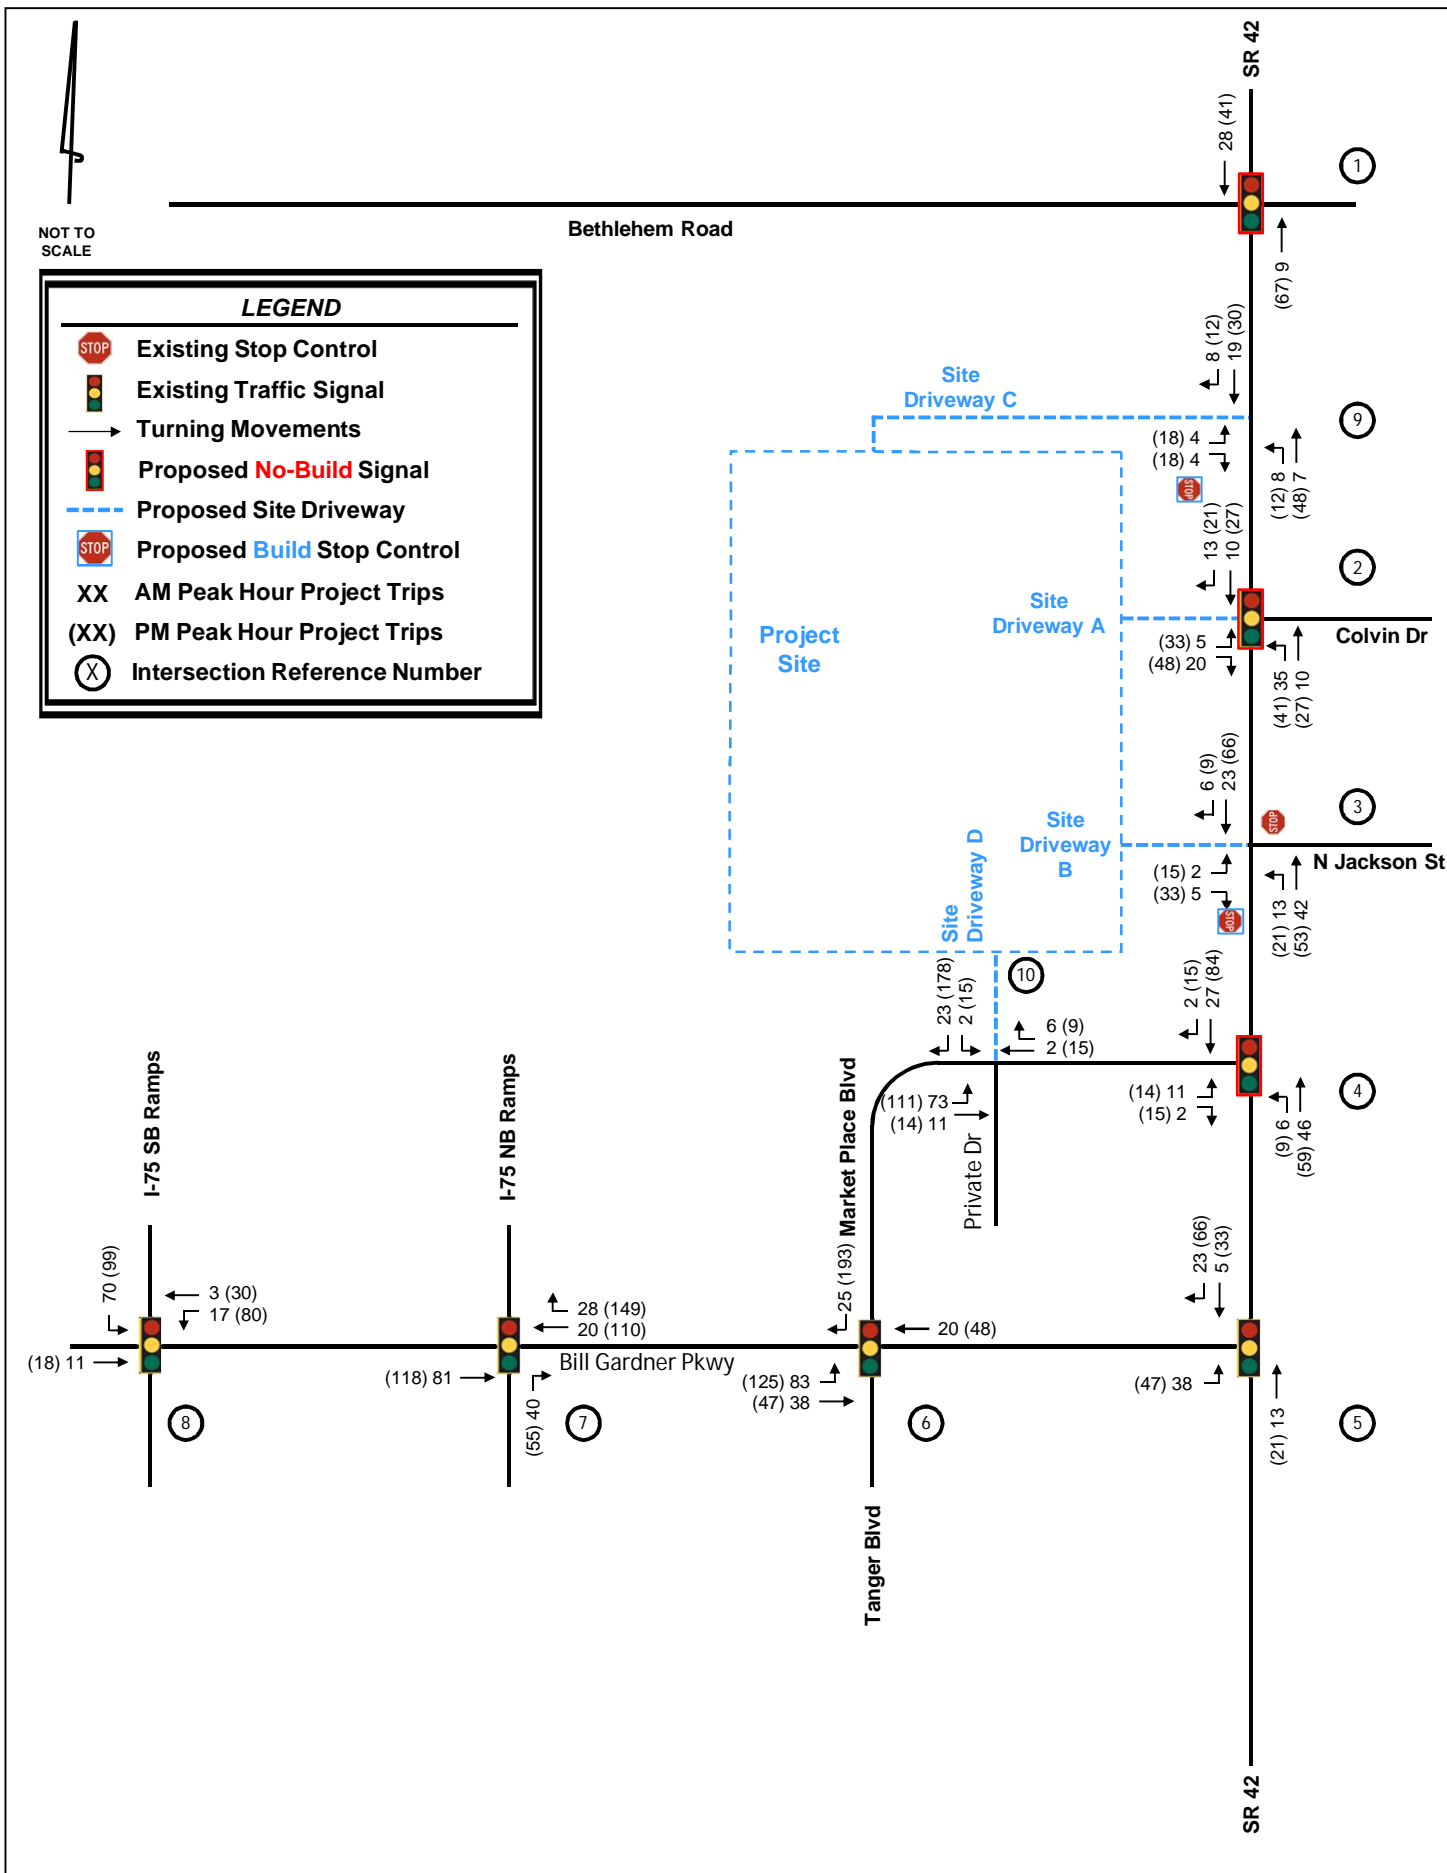 SR 42
28 (41)
1
NOT TO
SCALE
Bethlehem Road
(67) 9
LEGEND
STOP Existing Stop Control
Existing Traffic Signal
Turning Movements
Proposed No-Build Signal
Proposed Site Driveway
STOP Proposed Build Stop Control
XX AM Peak Hour Project Trips
(XX) PM Peak Hour Project Trips
X Intersection Reference Number
8 (12)
19 (30)
Site
Driveway C
9
(18) 4
(18) 4
STOP
(12) 8
(48) 7
13 (21)
10 (27)
2
Project
Site
Site
Driveway A
Colvin Dr
(33) 5
(48) 20
(41) 35
(27) 10
6 (9)
23 (66)
3
STOP
Site
Driveway
B
N Jackson St
(15) 2
(33) 5
STOP
(21) 13
(53) 42
Site
Driveway D
10
23 (178)
2 (15)
6 (9)
2 (15)
2 (15)
27 (84)
4
(111) 73
(14) 11
Private Dr
(14) 11
(15) 2
(9) 6
(59) 46
I-75 SB Ramps
I-75 NB Ramps
Market Place Blvd
70 (99)
3 (30)
17 (80)
28 (149)
20 (110)
25 (193)
20 (48)
23 (66)
5 (33)
Bill Gardner Pkwy
(18) 11
(118) 81
(55) 40
(125) 83
(47) 38
(47) 38
(21) 13
8
7
6
5
Tanger Blvd
SR 42